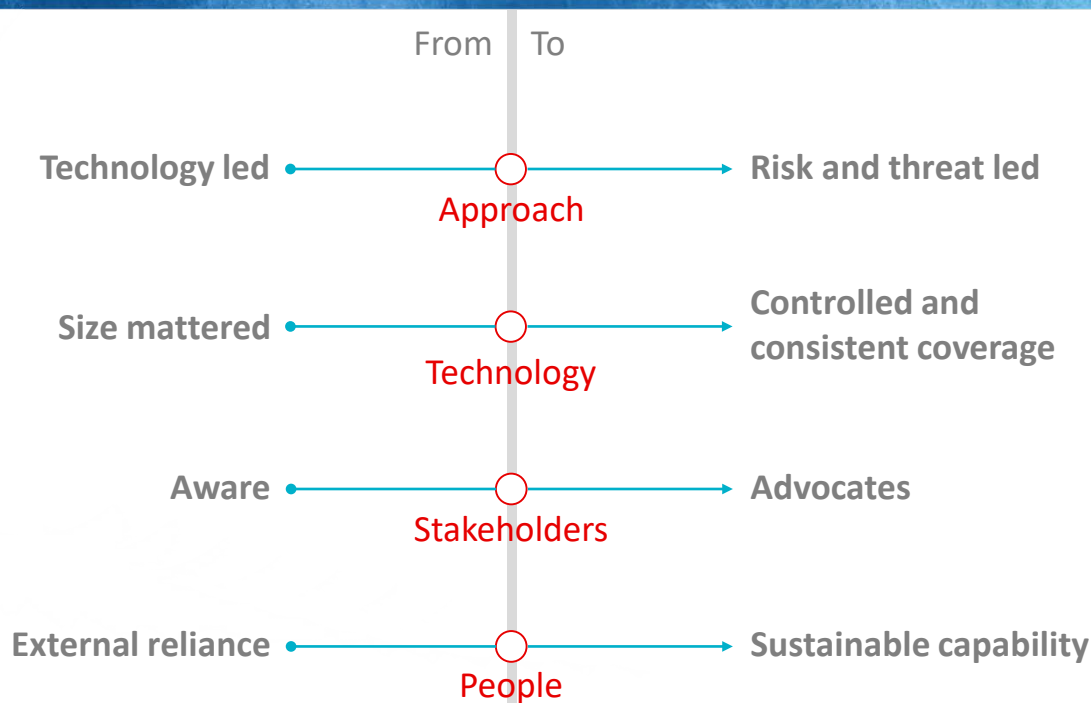 From To
Technology led
Risk and threat led
Approach
Size mattered
Controlled and
consistent coverage
Technology
Aware
Advocates
Stakeholders
External reliance
Sustainable capability
People